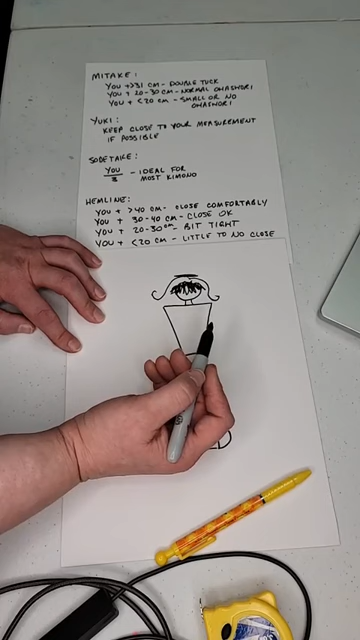 MITAKE:
YOU +>31 CM - DOUBLE TUCK
YOU + 20-30 CM - NORMAL OHASHORI
YOU + <20 CM - SMALL OR NO
OHASHORI
YUKI:
KEEP CLOSE TO YOUR MEASUREMENT
IF POSSIBLE
SODETAKE:
YOU
3
- IDEAL FOR
MOST KIMONO
HEMLINE:
YOU + >40 CM - CLOSE COMFORTABLY
YOU + 30-40 CM - CLOSE OK
YOU + 20-30 CM - BIT TIGHT
YOU + <20 CM - LITTLE TO NO CLOSE